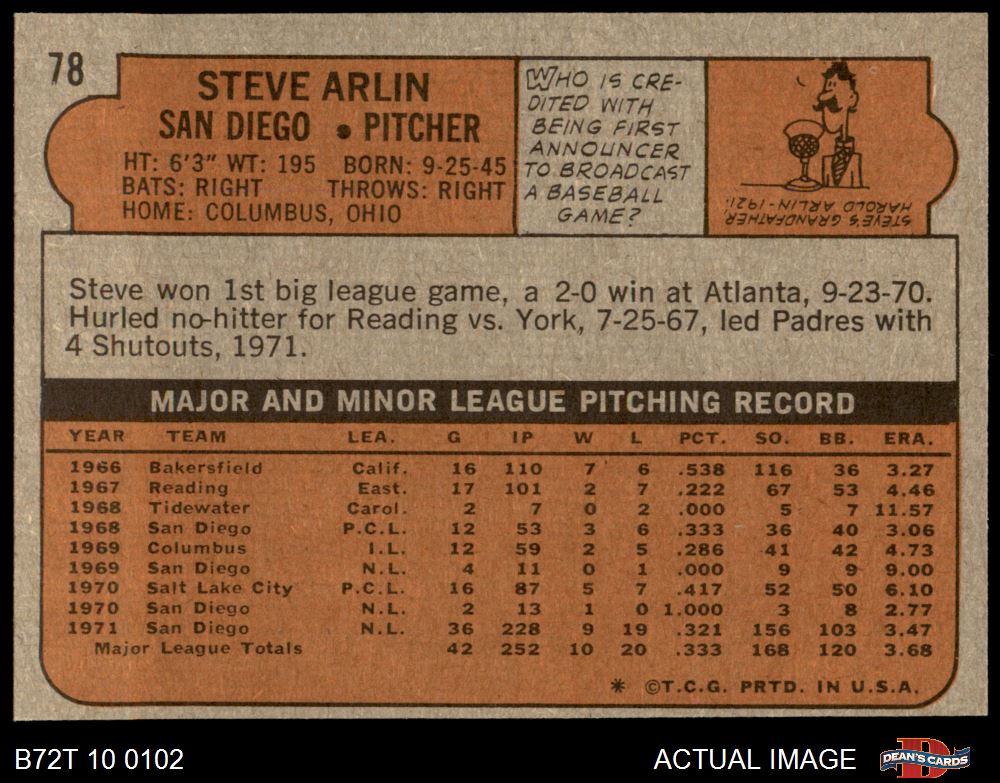 78
STEVE ARLIN
SAN DIEGO • PITCHER
HT: 6'3" WT: 195 BORN: 9-25-45
BATS: RIGHT THROWS: RIGHT
HOME: COLUMBUS, OHIO
WHO IS CRE-
DITED WITH
BEING FIRST
ANNOUNCER
TO BROADCAST
A BASEBALL
GAME?
STEVE'S GRANDFATHER,
HAROLD ARLIN-1921.
Steve won 1st big league game, a 2-0 win at Atlanta, 9-23-70.
Hurled no-hitter for Reading vs. York, 7-25-67, led Padres with
4 Shutouts, 1971.
MAJOR AND MINOR LEAGUE PITCHING RECORD
YEAR TEAM LEA. G IP W L PCT. SO. BB. ERA.
1966 Bakersfield Calif. 16 110 7 6 .538 116 36 3.27
1967 Reading East. 17 101 2 7 .222 67 53 4.46
1968 Tidewater Carol. 2 7 0 2 .000 5 7 11.57
1968 San Diego P.C.L. 12 53 3 6 .333 36 40 3.06
1969 Columbus I.L. 12 59 2 5 .286 41 42 4.73
1969 San Diego N.L. 4 11 0 1 .000 9 9 9.00
1970 Salt Lake City P.C.L. 16 87 5 7 .417 52 50 6.10
1970 San Diego N.L. 2 13 1 0 1.000 3 8 2.77
1971 San Diego N.L. 36 228 9 19 .321 156 103 3.47
Major League Totals 42 252 10 20 .333 168 120 3.68
* ©T.C.G. PRTD. IN U.S.A.
B72T 10 0102
ACTUAL IMAGE
DEAN'S CARDS